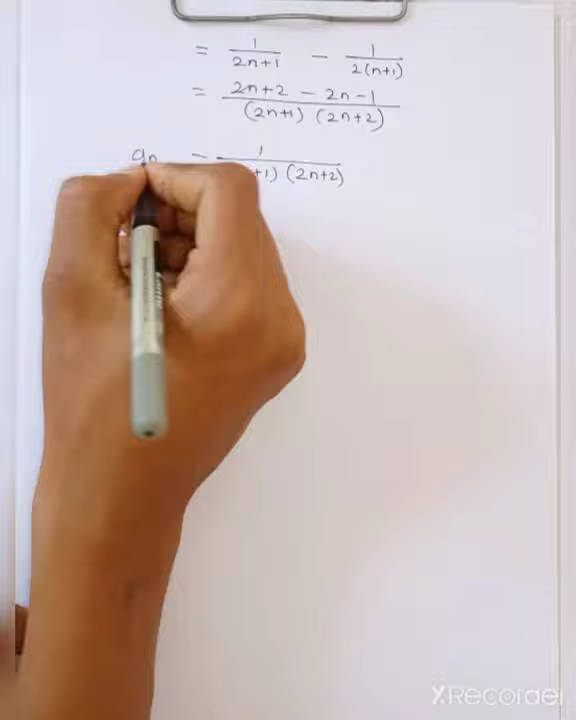 = 1/(2n+1) - 1/(2(n+1))
= (2n+2 - 2n-1)/((2n+1) (2n+2))
an = 1/( +1) (2n+2)
XRecorder